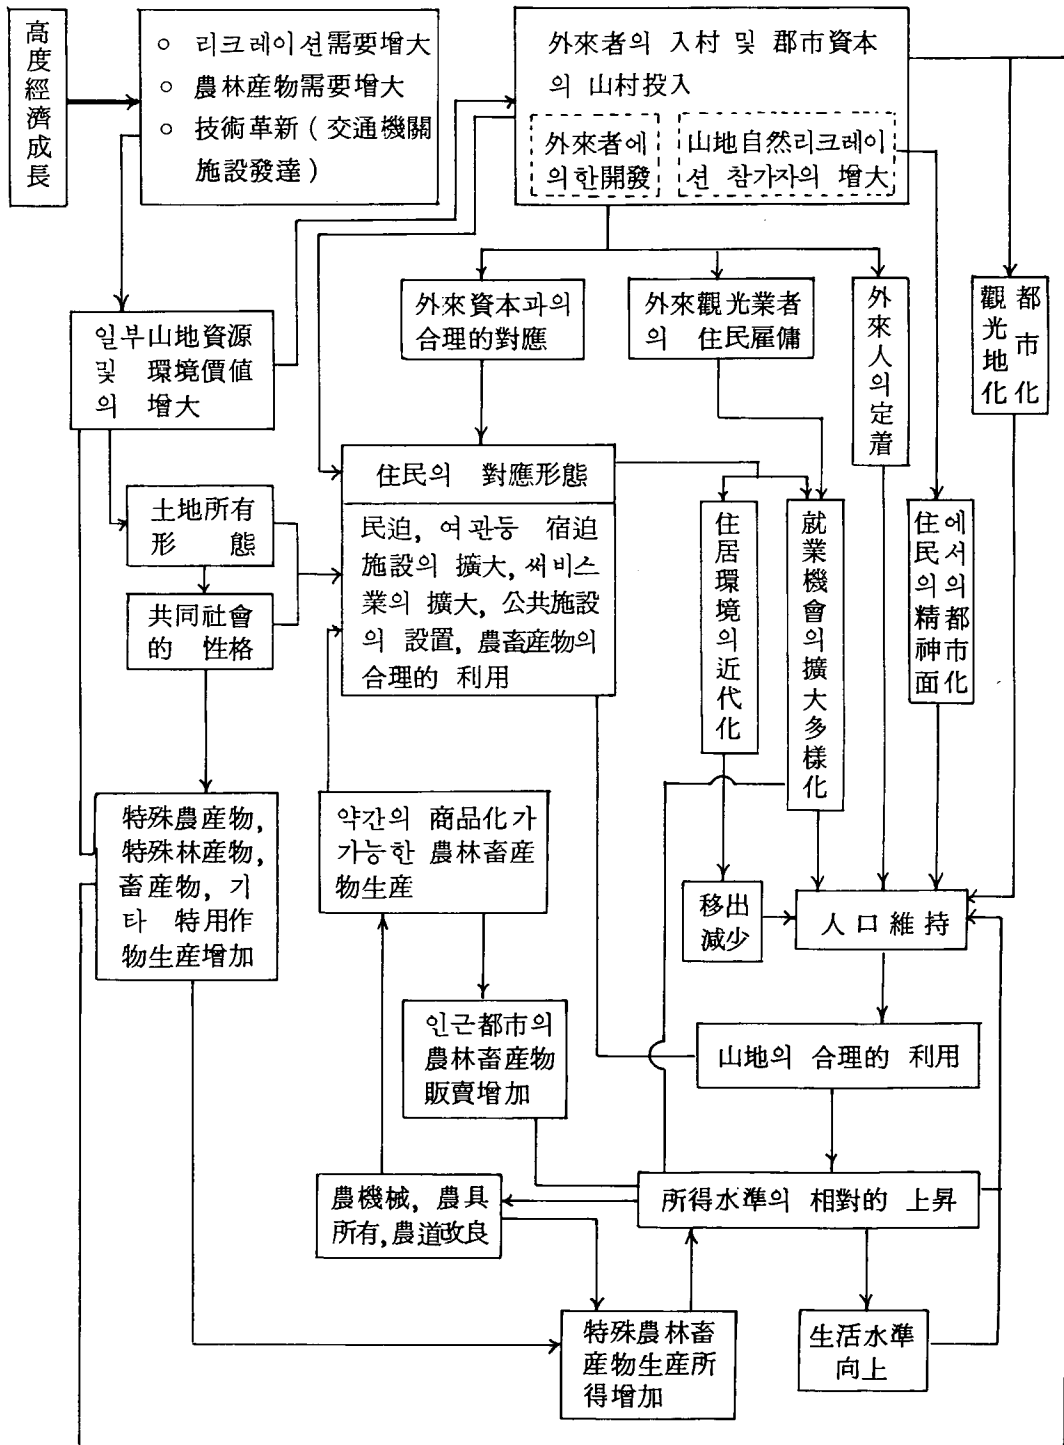 高度經濟成長
○ 리크레이션需要增大
○ 農林産物需要增大
○ 技術革新 ( 交通機關
施設發達 )
外來者의 入村 및 郡市資本
의 山村投入
外來者에
의한開發
山地自然리크레이
션 참가자의 增大
外來資本과의
合理的對應
外來觀光業者
의 住民雇傭
外來人의定着
都市化
觀光地化
일부山地資源
및 環境價値
의 增大
住民의 對應形態
民迫, 여관등 宿迫
施設의 擴大, 써비스
業의 擴大, 公共施設
의 設置, 農畜産物의
合理的 利用
土地所有
形 態
共同社會
的 性格
住居環境의近代化
就業機會의擴大多樣化
住民의精神面
에서의都市化
特殊農産物,
特殊林産物,
畜産物, 기
타 特用作
物生産增加
약간의 商品化가
가능한 農林畜産
物生産
移出
減少
人口維持
인근都市의
農林畜産物
販賣增加
山地의 合理的 利用
農機械, 農具
所有, 農道改良
所得水準의 相對的 上昇
特殊農林畜
産物生産所
得增加
生活水準
向上